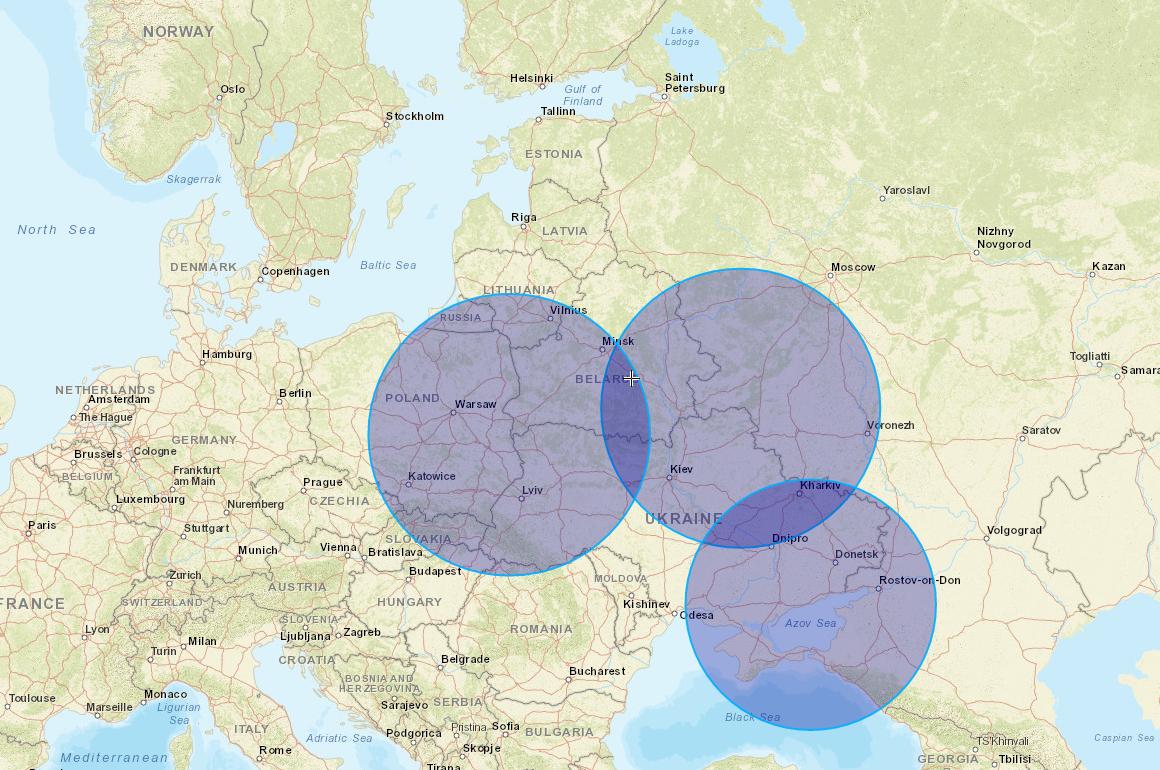 NORWAY
Lake
Ladoga
Helsinki
Saint
Petersburg
Oslo
Gulf of
Finland
Stockholm
Tallinn
ESTONIA
Skagerrak
Yaroslavl
Riga
LATVIA
North Sea
Nizhny
Novgorod
DENMARK
Copenhagen
Baltic Sea
Moscow
Kazan
LITHUANIA
RUSSIA
Vilnius
Minsk
Hamburg
Togliatti
Samara
BELARU
NETHERLANDS
Amsterdam
Berlin
POLAND
Warsaw
The Hague
Voronezh
Saratov
GERMANY
Brussels
Cologne
BELGIUM
Frankfurt
am Main
Katowice
Kiev
Prague
Lviv
Kharkiv
Luxembourg
Nuremberg
CZECHIA
UKRAINE
Paris
Stuttgart
Volgograd
SLOVAKIA
Dnipro
Munich
Vienna
Bratislava
Donetsk
Zurich
Budapest
MOLDOVA
Rostov-on-Don
AUSTRIA
FRANCE
SWITZERLAND
HUNGARY
Kishinev
Odesa
SLOVENIA
Lyon
Ljubljana
Zagreb
ROMANIA
Azov Sea
Milan
Turin
CROATIA
Belgrade
Bucharest
BOSNIA AND
HERZEGOVINA
Toulouse
Monaco
Marseille
Ligurian
Sea
Sarajevo
SERBIA
Black Sea
ITALY
Adriatic Sea
Podgorica
Pristina
Sofia
BULGARIA
Caspian Sea
TS'Khinvali
Mediterranean
Rome
Skopje
Tirana
GEORGIA
Tbilisi